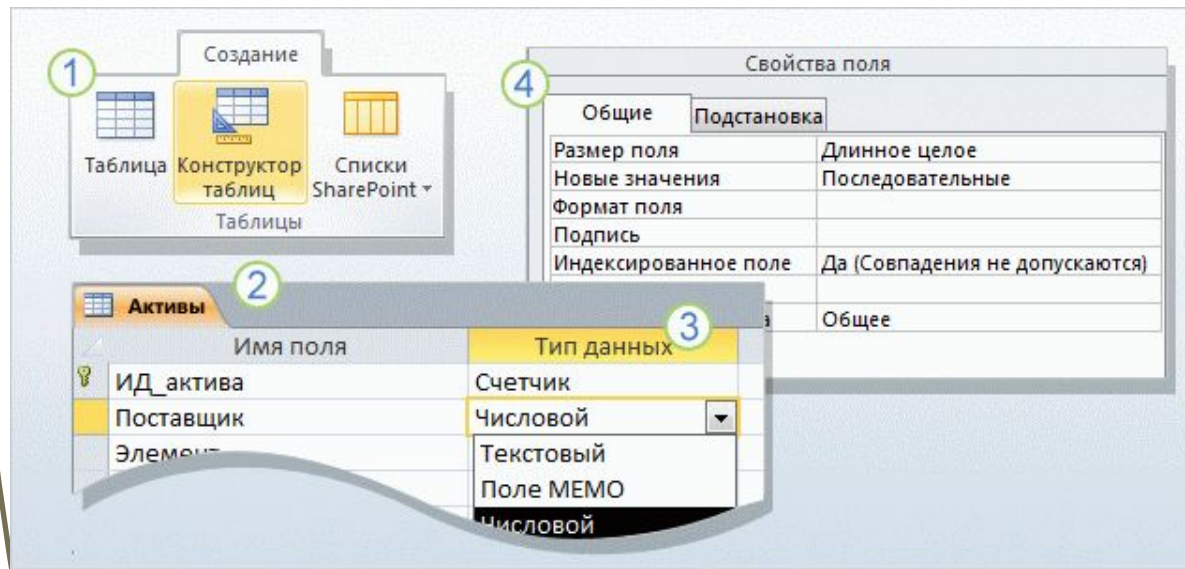 1
Создание
Таблица
Конструктор
таблиц
Списки
SharePoint
Таблицы
2
Активы
3
Имя поля Тип данных
ИД_актива Счетчик
Поставщик Числовой
Текстовый
Поле МЕМО
Числовой
4
Свойства поля
Общие Подстановка
Размер поля Длинное целое
Новые значения Последовательные
Формат поля
Подпись
Индексированное поле Да (Совпадения не допускаются)
Общее